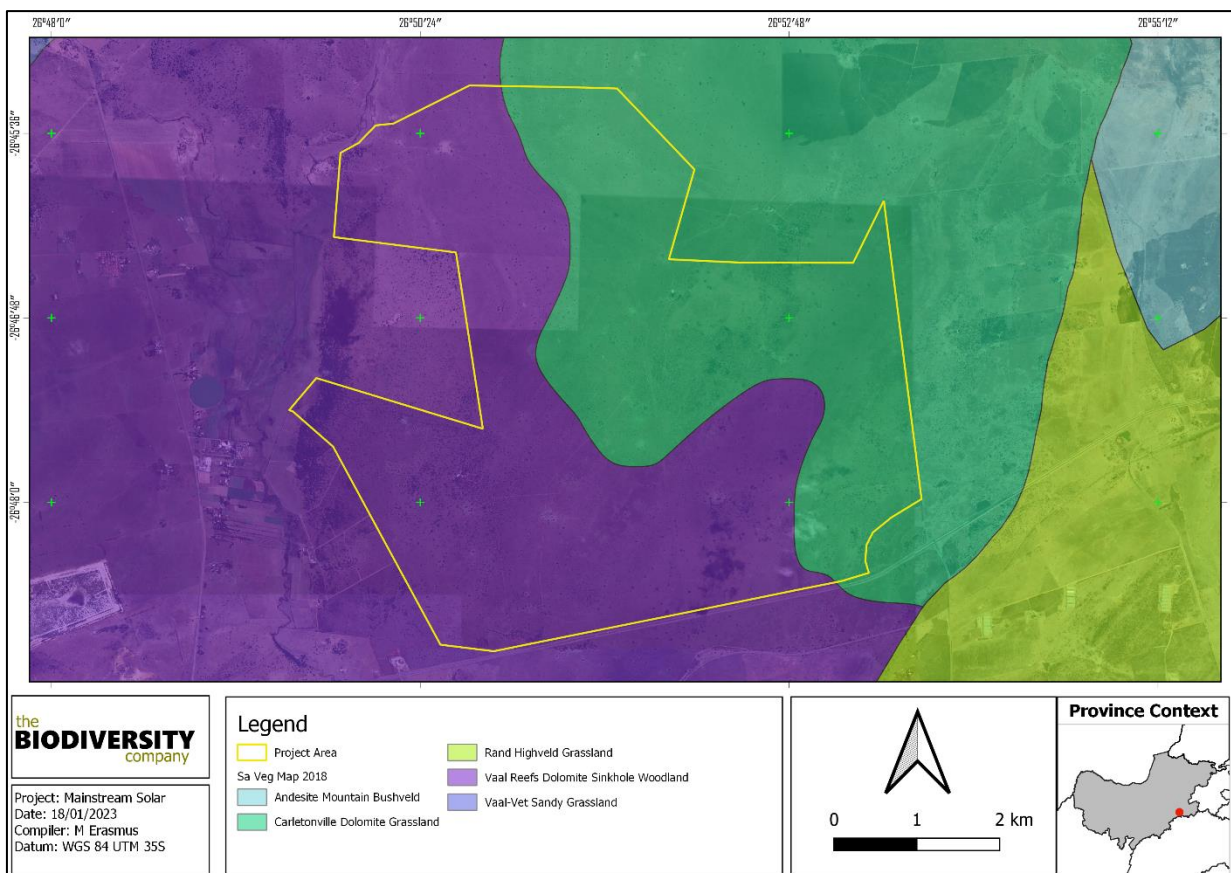 26°48'0"
26°50'24"
26°52'48"
26°55'12"
-26°45'36"
-26°46'48"
-26°48'0"
the
BIODIVERSITY
company
Project: Mainstream Solar
Date: 18/01/2023
Compiler: M Erasmus
Datum: WGS 84 UTM 35S
Legend
Project Area
Sa Veg Map 2018
Andesite Mountain Bushveld
Carletonville Dolomite Grassland
Rand Highveld Grassland
Vaal Reefs Dolomite Sinkhole Woodland
Vaal-Vet Sandy Grassland
0 1 2 km
Province Context